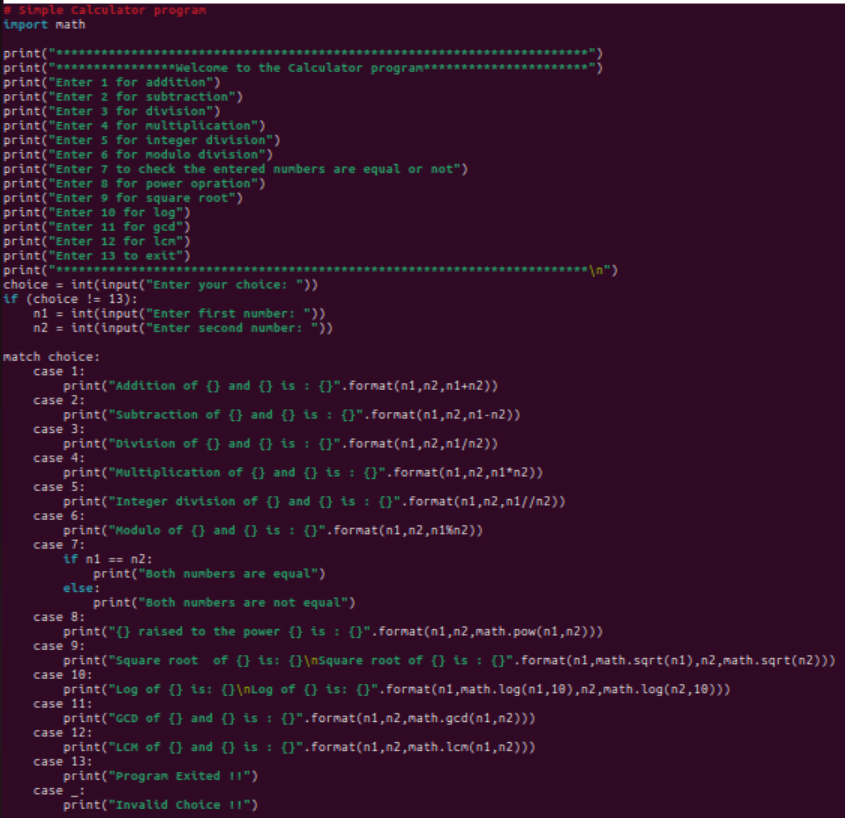 # Simple Calculator program
import math

print("***********************************************************************")
print("****************Welcome to the Calculator program**********************")
print("Enter 1 for addition")
print("Enter 2 for subtraction")
print("Enter 3 for division")
print("Enter 4 for multiplication")
print("Enter 5 for integer division")
print("Enter 6 for modulo division")
print("Enter 7 to check the entered numbers are equal or not")
print("Enter 8 for power opration")
print("Enter 9 for square root")
print("Enter 10 for log")
print("Enter 11 for gcd")
print("Enter 12 for lcm")
print("Enter 13 to exit")
print("***********************************************************************\n")
choice = int(input("Enter your choice: "))
if (choice != 13):
    n1 = int(input("Enter first number: "))
    n2 = int(input("Enter second number: "))

match choice:
    case 1:
        print("Addition of {} and {} is : {}".format(n1,n2,n1+n2))
    case 2:
        print("Subtraction of {} and {} is : {}".format(n1,n2,n1-n2))
    case 3:
        print("Division of {} and {} is : {}".format(n1,n2,n1/n2))
    case 4:
        print("Multiplication of {} and {} is : {}".format(n1,n2,n1*n2))
    case 5:
        print("Integer division of {} and {} is : {}".format(n1,n2,n1//n2))
    case 6:
        print("Modulo of {} and {} is : {}".format(n1,n2,n1%n2))
    case 7:
        if n1 == n2:
            print("Both numbers are equal")
        else:
            print("Both numbers are not equal")
    case 8:
        print("{} raised to the power {} is : {}".format(n1,n2,math.pow(n1,n2)))
    case 9:
        print("Square root  of {} is: {}\nSquare root of {} is : {}".format(n1,math.sqrt(n1),n2,math.sqrt(n2)))
    case 10:
        print("Log of {} is: {}\nLog of {} is: {}".format(n1,math.log(n1,10),n2,math.log(n2,10)))
    case 11:
        print("GCD of {} and {} is : {}".format(n1,n2,math.gcd(n1,n2)))
    case 12:
        print("LCM of {} and {} is : {}".format(n1,n2,math.lcm(n1,n2)))
    case 13:
        print("Program Exited !!")
    case _:
        print("Invalid Choice !!")